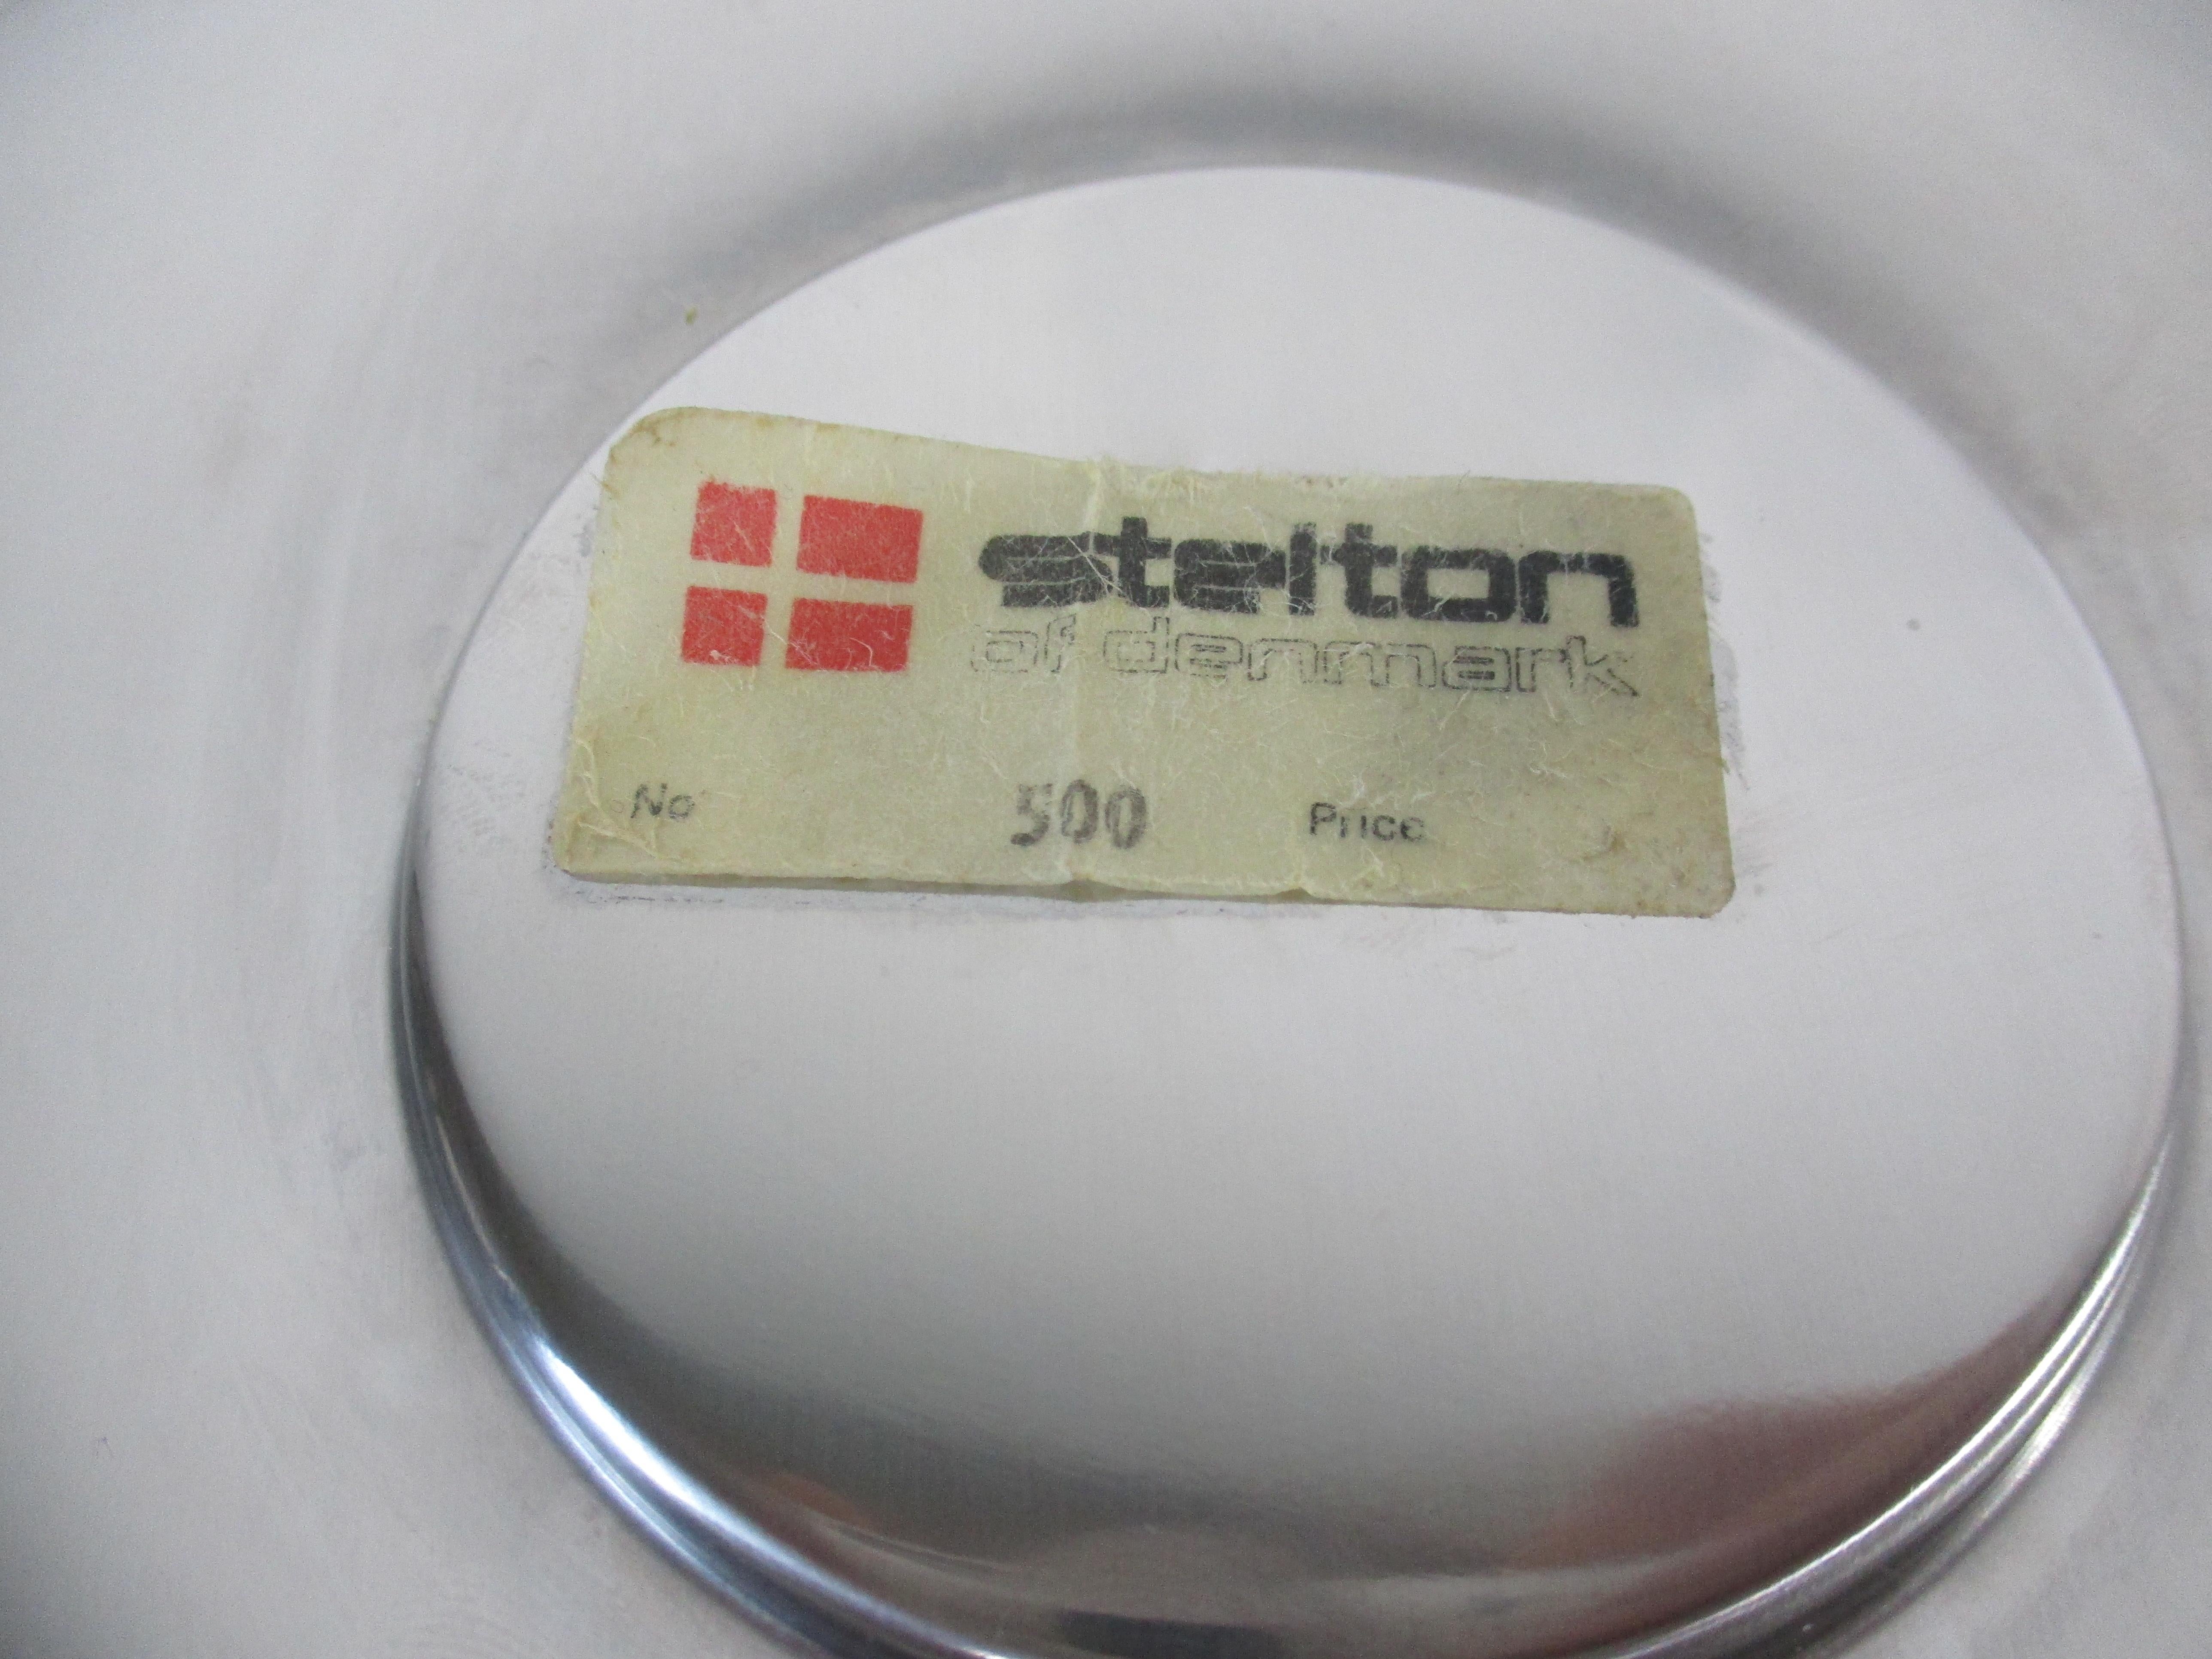 stelton
of denmark
No 500 Price